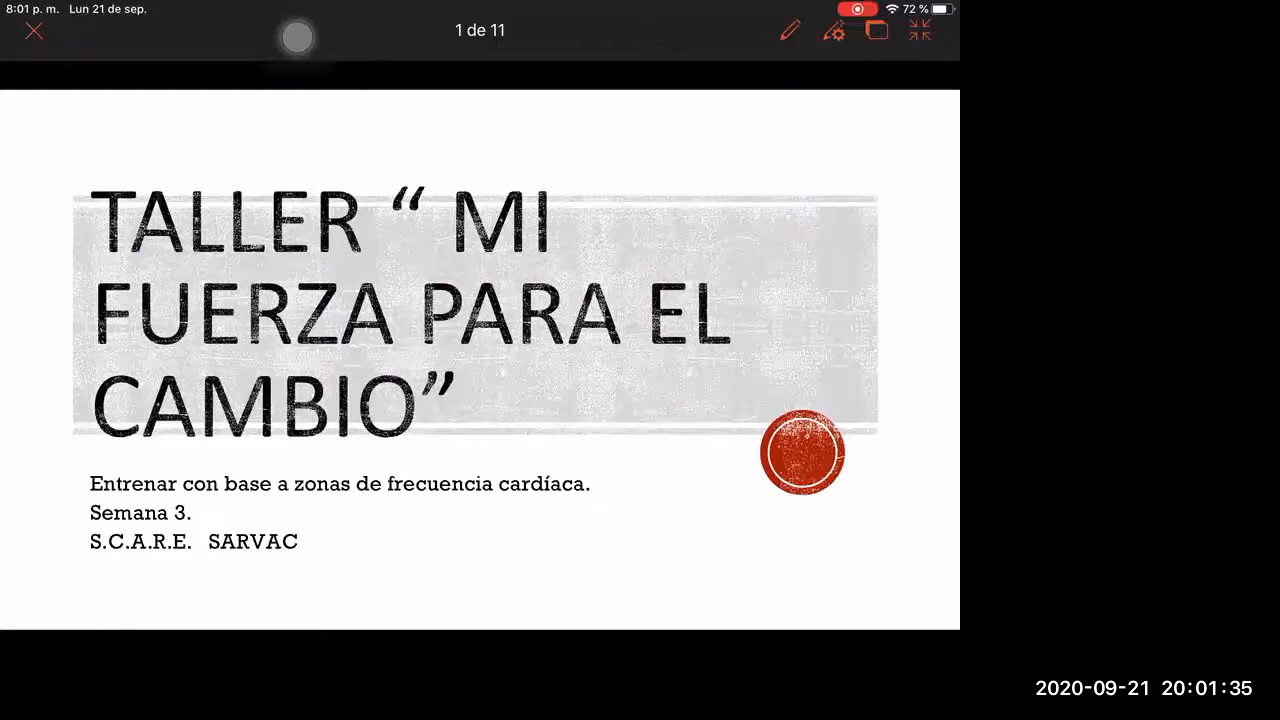 8:01 p. m. Lun 21 de sep.
72 %
1 de 11
TALLER “ MI
FUERZA PARA EL
CAMBIO”
Entrenar con base a zonas de frecuencia cardíaca.
Semana 3.
S.C.A.R.E. SARVAC
2020-09-21 20:01:35